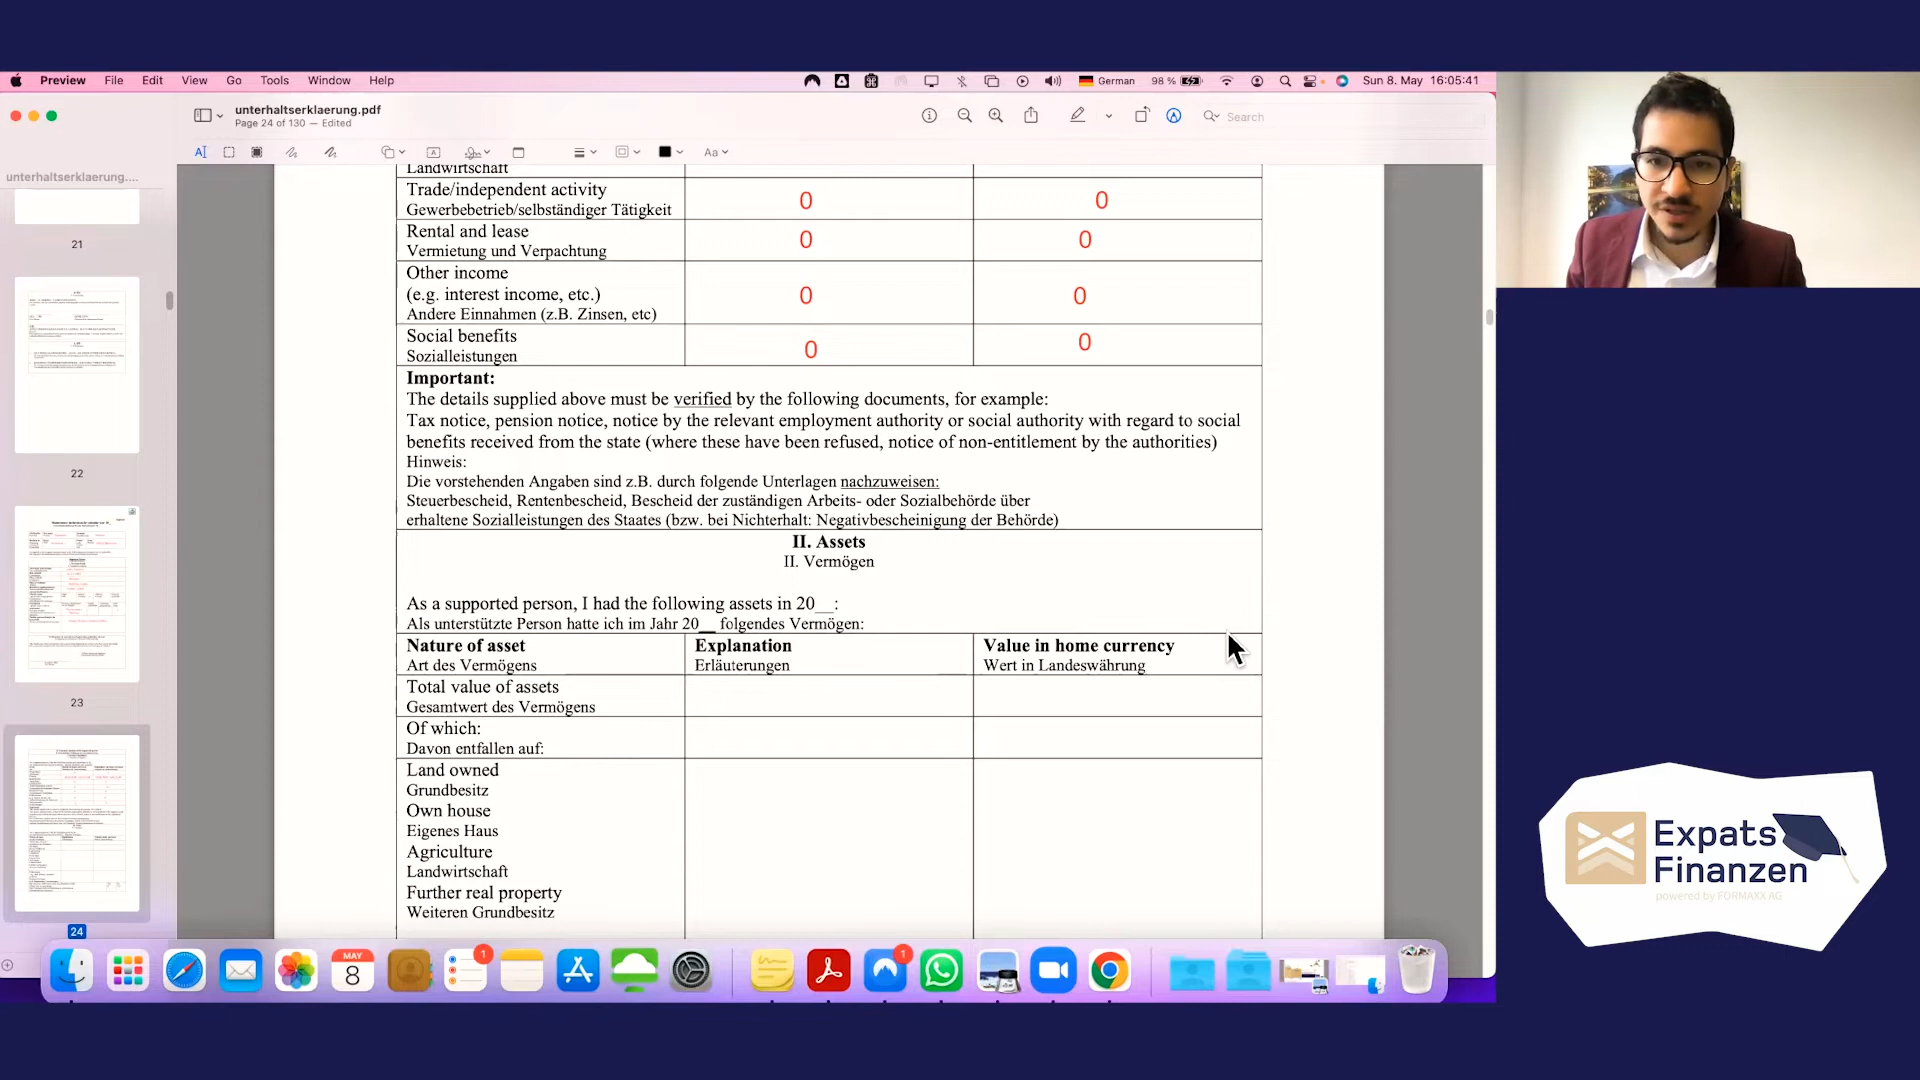 Preview File Edit View Go Tools Window Help
German 98 % Sun 8. May 16:05:41
unterhaltserklaerung.pdf
Page 24 of 130 — Edited
Search
Aa
unterhaltserklaerung....
21
22
23
24
Landwirtschaft
Trade/independent activity
Gewerbebetrieb/selbständiger Tätigkeit
0 0
Rental and lease
Vermietung und Verpachtung
0 0
Other income
(e.g. interest income, etc.)
Andere Einnahmen (z.B. Zinsen, etc)
0 0
Social benefits
Sozialleistungen
0 0
Important:
The details supplied above must be verified by the following documents, for example:
Tax notice, pension notice, notice by the relevant employment authority or social authority with regard to social
benefits received from the state (where these have been refused, notice of non-entitlement by the authorities)
Hinweis:
Die vorstehenden Angaben sind z.B. durch folgende Unterlagen nachzuweisen:
Steuerbescheid, Rentenbescheid, Bescheid der zuständigen Arbeits- oder Sozialbehörde über
erhaltene Sozialleistungen des Staates (bzw. bei Nichterhalt: Negativbescheinigung der Behörde)
II. Assets
II. Vermögen
As a supported person, I had the following assets in 20__:
Als unterstützte Person hatte ich im Jahr 20__ folgendes Vermögen:
Nature of asset Explanation Value in home currency
Art des Vermögens Erläuterungen Wert in Landeswährung
Total value of assets
Gesamtwert des Vermögens
Of which:
Davon entfallen auf:
Land owned
Grundbesitz
Own house
Eigenes Haus
Agriculture
Landwirtschaft
Further real property
Weiteren Grundbesitz
MAY
8
1
1
Expats
Finanzen
powered by FORMAXX AG